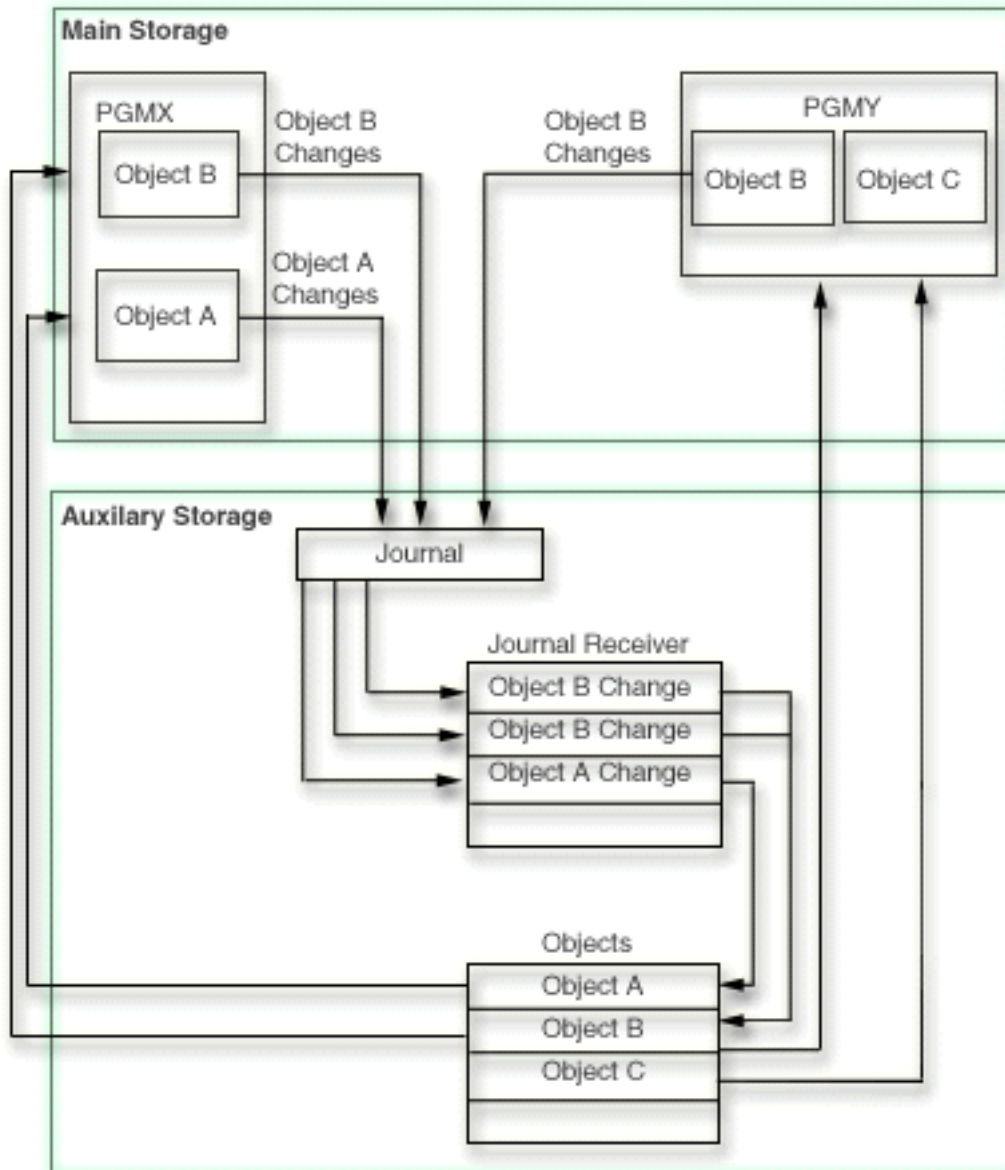 Main Storage
PGMX
Object B
Object B
Changes
Object A
Object A
Changes
Object B
Changes
PGMY
Object B
Object C
Auxilary Storage
Journal
Journal Receiver
Object B Change
Object B Change
Object A Change
Objects
Object A
Object B
Object C